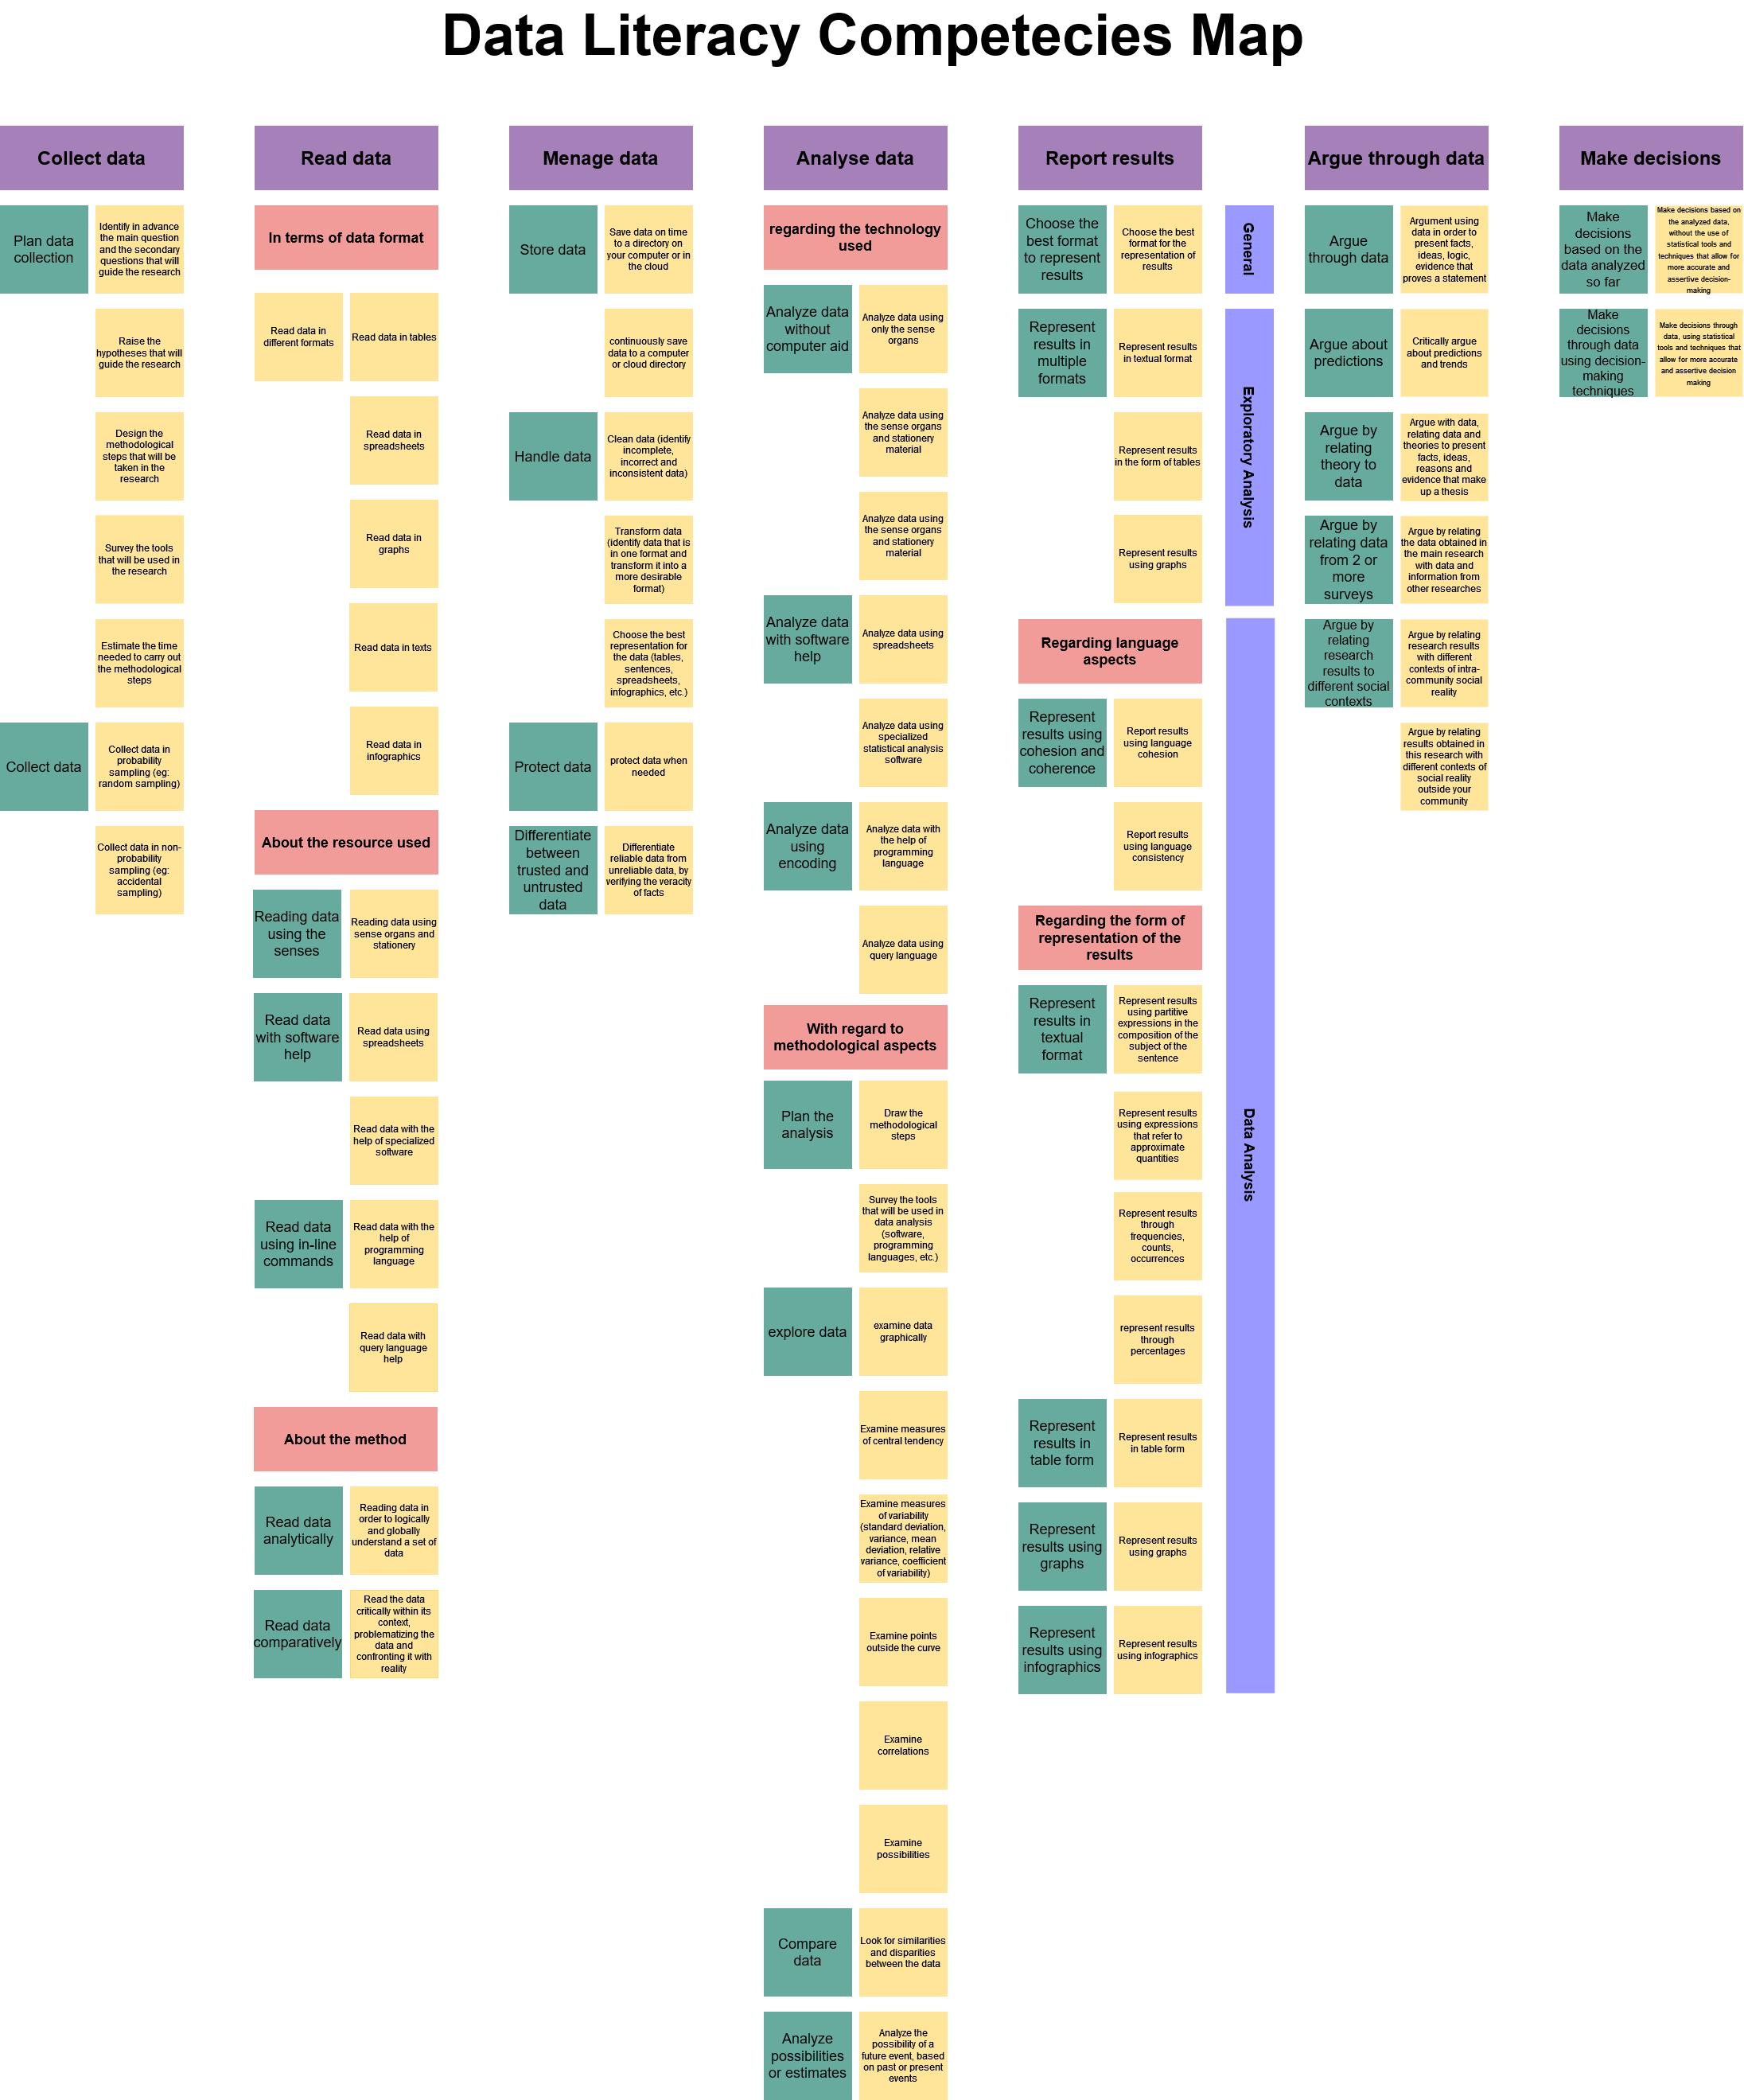 Data Literacy Competecies Map
Collect data
Plan data
collection
Identify in advance
the main question
and the secondary
questions that will
guide the research
Raise the
hypotheses that will
guide the research
Design the
methodological
steps that will be
taken in the
research
Survey the tools
that will be used in
the research
Estimate the time
needed to carry out
the methodological
steps
Collect data
Collect data in
probability
sampling (eg:
random sampling)
Collect data in non-
probability
sampling (eg:
accidental
sampling)
Read data
In terms of data format
Read data in
different formats
Read data in tables
Read data in
spreadsheets
Read data in
graphs
Read data in texts
Read data in
infographics
About the resource used
Reading data
using the
senses
Reading data using
sense organs and
stationery
Read data
with software
help
Read data using
spreadsheets
Read data with the
help of specialized
software
Read data
using in-line
commands
Read data with the
help of
programming
language
Read data with
query language
help
About the method
Read data
analytically
Reading data in
order to logically
and globally
understand a set of
data
Read data
comparatively
Read the data
critically within its
context,
problematizing the
data and
confronting it with
reality
Menage data
Store data
Save data on time
to a directory on
your computer or in
the cloud
continuously save
data to a computer
or cloud directory
Handle data
Clean data (identify
incomplete,
incorrect and
inconsistent data)
Transform data
(identify data that is
in one format and
transform it into a
more desirable
format)
Choose the best
representation for
the data (tables,
sentences,
spreadsheets,
infographics, etc.)
Protect data
protect data when
needed
Differentiate
between
trusted and
untrusted
data
Differentiate
reliable data from
unreliable data, by
verifying the veracity
of facts
Analyse data
regarding the technology
used
Analyze data
without
computer aid
Analyze data using
only the sense
organs
Analyze data using
the sense organs
and stationery
material
Analyze data using
the sense organs
and stationery
material
Analyze data
with software
help
Analyze data using
spreadsheets
Analyze data using
specialized
statistical analysis
software
Analyze data
using
encoding
Analyze data with
the help of
programming
language
Analyze data using
query language
With regard to
methodological aspects
Plan the
analysis
Draw the
methodological
steps
Survey the tools
that will be used in
data analysis
(software,
programming
languages, etc.)
explore data
examine data
graphically
Examine measures
of central tendency
Examine measures
of variability
(standard deviation,
variance, mean
deviation, relative
variance, coefficient
of variability)
Examine points
outside the curve
Examine
correlations
Examine
possibilities
Compare
data
Look for similarities
and disparities
between the data
Analyze
possibilities
or estimates
Analyze the
possibility of a
future event, based
on past or present
events
Report results
Choose the
best format
to represent
results
Choose the best
format for the
representation of
results
Represent
results in
multiple
formats
Represent results
in textual format
Represent results
in the form of tables
Represent results
using graphs
Regarding language
aspects
Represent
results using
cohesion and
coherence
Report results
using language
cohesion
Report results
using language
consistency
Regarding the form of
representation of the
results
Represent
results in
textual
format
Represent results
using partitive
expressions in the
composition of the
subject of the
sentence
Represent results
using expressions
that refer to
approximate
quantities
Represent results
through
frequencies,
counts,
occurrences
represent results
through
percentages
Represent
results in
table form
Represent results
in table form
Represent
results using
graphs
Represent results
using graphs
Represent
results using
infographics
Represent results
using infographics
General
Exploratory Analysis
Data Analysis
Argue through data
Argue
through data
Argument using
data in order to
present facts,
ideas, logic,
evidence that
proves a statement
Argue about
predictions
Critically argue
about predictions
and trends
Argue by
relating
theory to
data
Argue with data,
relating data and
theories to present
facts, ideas,
reasons and
evidence that make
up a thesis
Argue by
relating data
from 2 or
more
surveys
Argue by relating
the data obtained in
the main research
with data and
information from
other researches
Argue by
relating
research
results to
different social
contexts
Argue by relating
research results
with different
contexts of intra-
community social
reality
Argue by relating
results obtained in
this research with
different contexts of
social reality
outside your
community
Make decisions
Make
decisions
based on the
data analyzed
so far
Make decisions based on
the analyzed data,
without the use of
statistical tools and
techniques that allow for
more accurate and
assertive decision-
making
Make
decisions
through data
using decision-
making
techniques
Make decisions through
data, using statistical
tools and techniques that
allow for more accurate
and assertive decision
making